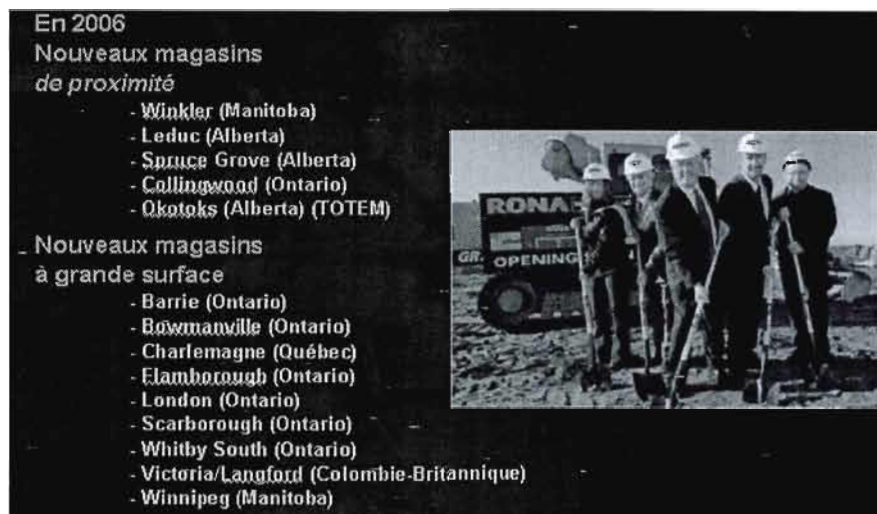 En 2006
Nouveaux magasins
de proximité
- Winkler (Manitoba)
- Leduc (Alberta)
- Spruce Grove (Alberta)
- Collingwood (Ontario)
- Okotoks (Alberta) (TOTEM)
Nouveaux magasins
à grande surface
- Barrie (Ontario)
- Bowmanville (Ontario)
- Charlemagne (Québec)
- Flamborough (Ontario)
- London (Ontario)
- Scarborough (Ontario)
- Whitby South (Ontario)
- Victoria/Langford (Colombie-Britannique)
- Winnipeg (Manitoba)
RONA
OPENING